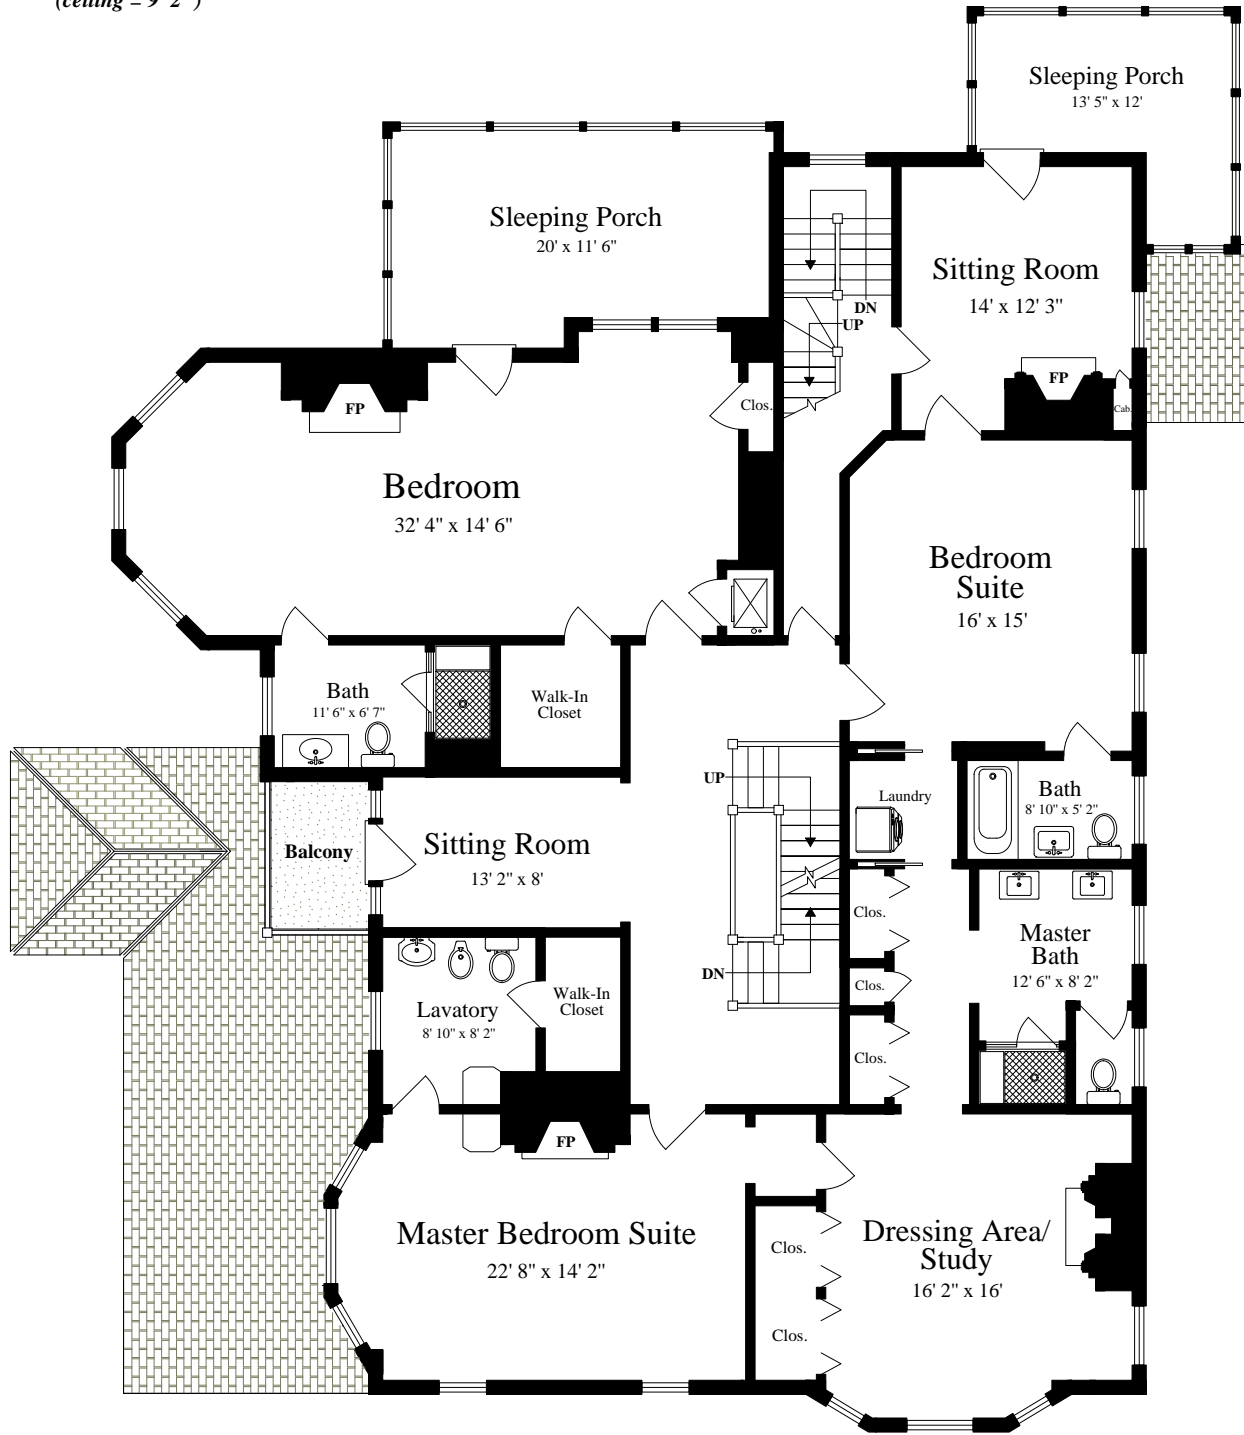 (ceiling = 9' 2")
Sleeping Porch
13' 5" x 12'
Sleeping Porch
20' x 11' 6"
Sitting Room
14' x 12' 3"
DN
UP
FP
Cab.
FP
Clos.
Bedroom
32' 4" x 14' 6"
Bedroom
Suite
16' x 15'
Bath
11' 6" x 6' 7"
Walk-In
Closet
UP
Laundry
Bath
8' 10" x 5' 2"
Balcony
Sitting Room
13' 2" x 8'
Clos.
Master
Bath
12' 6" x 8' 2"
DN
Clos.
Lavatory
8' 10" x 8' 2"
Walk-In
Closet
Clos.
FP
Master Bedroom Suite
22' 8" x 14' 2"
Clos.
Dressing Area/
Study
16' 2" x 16'
Clos.